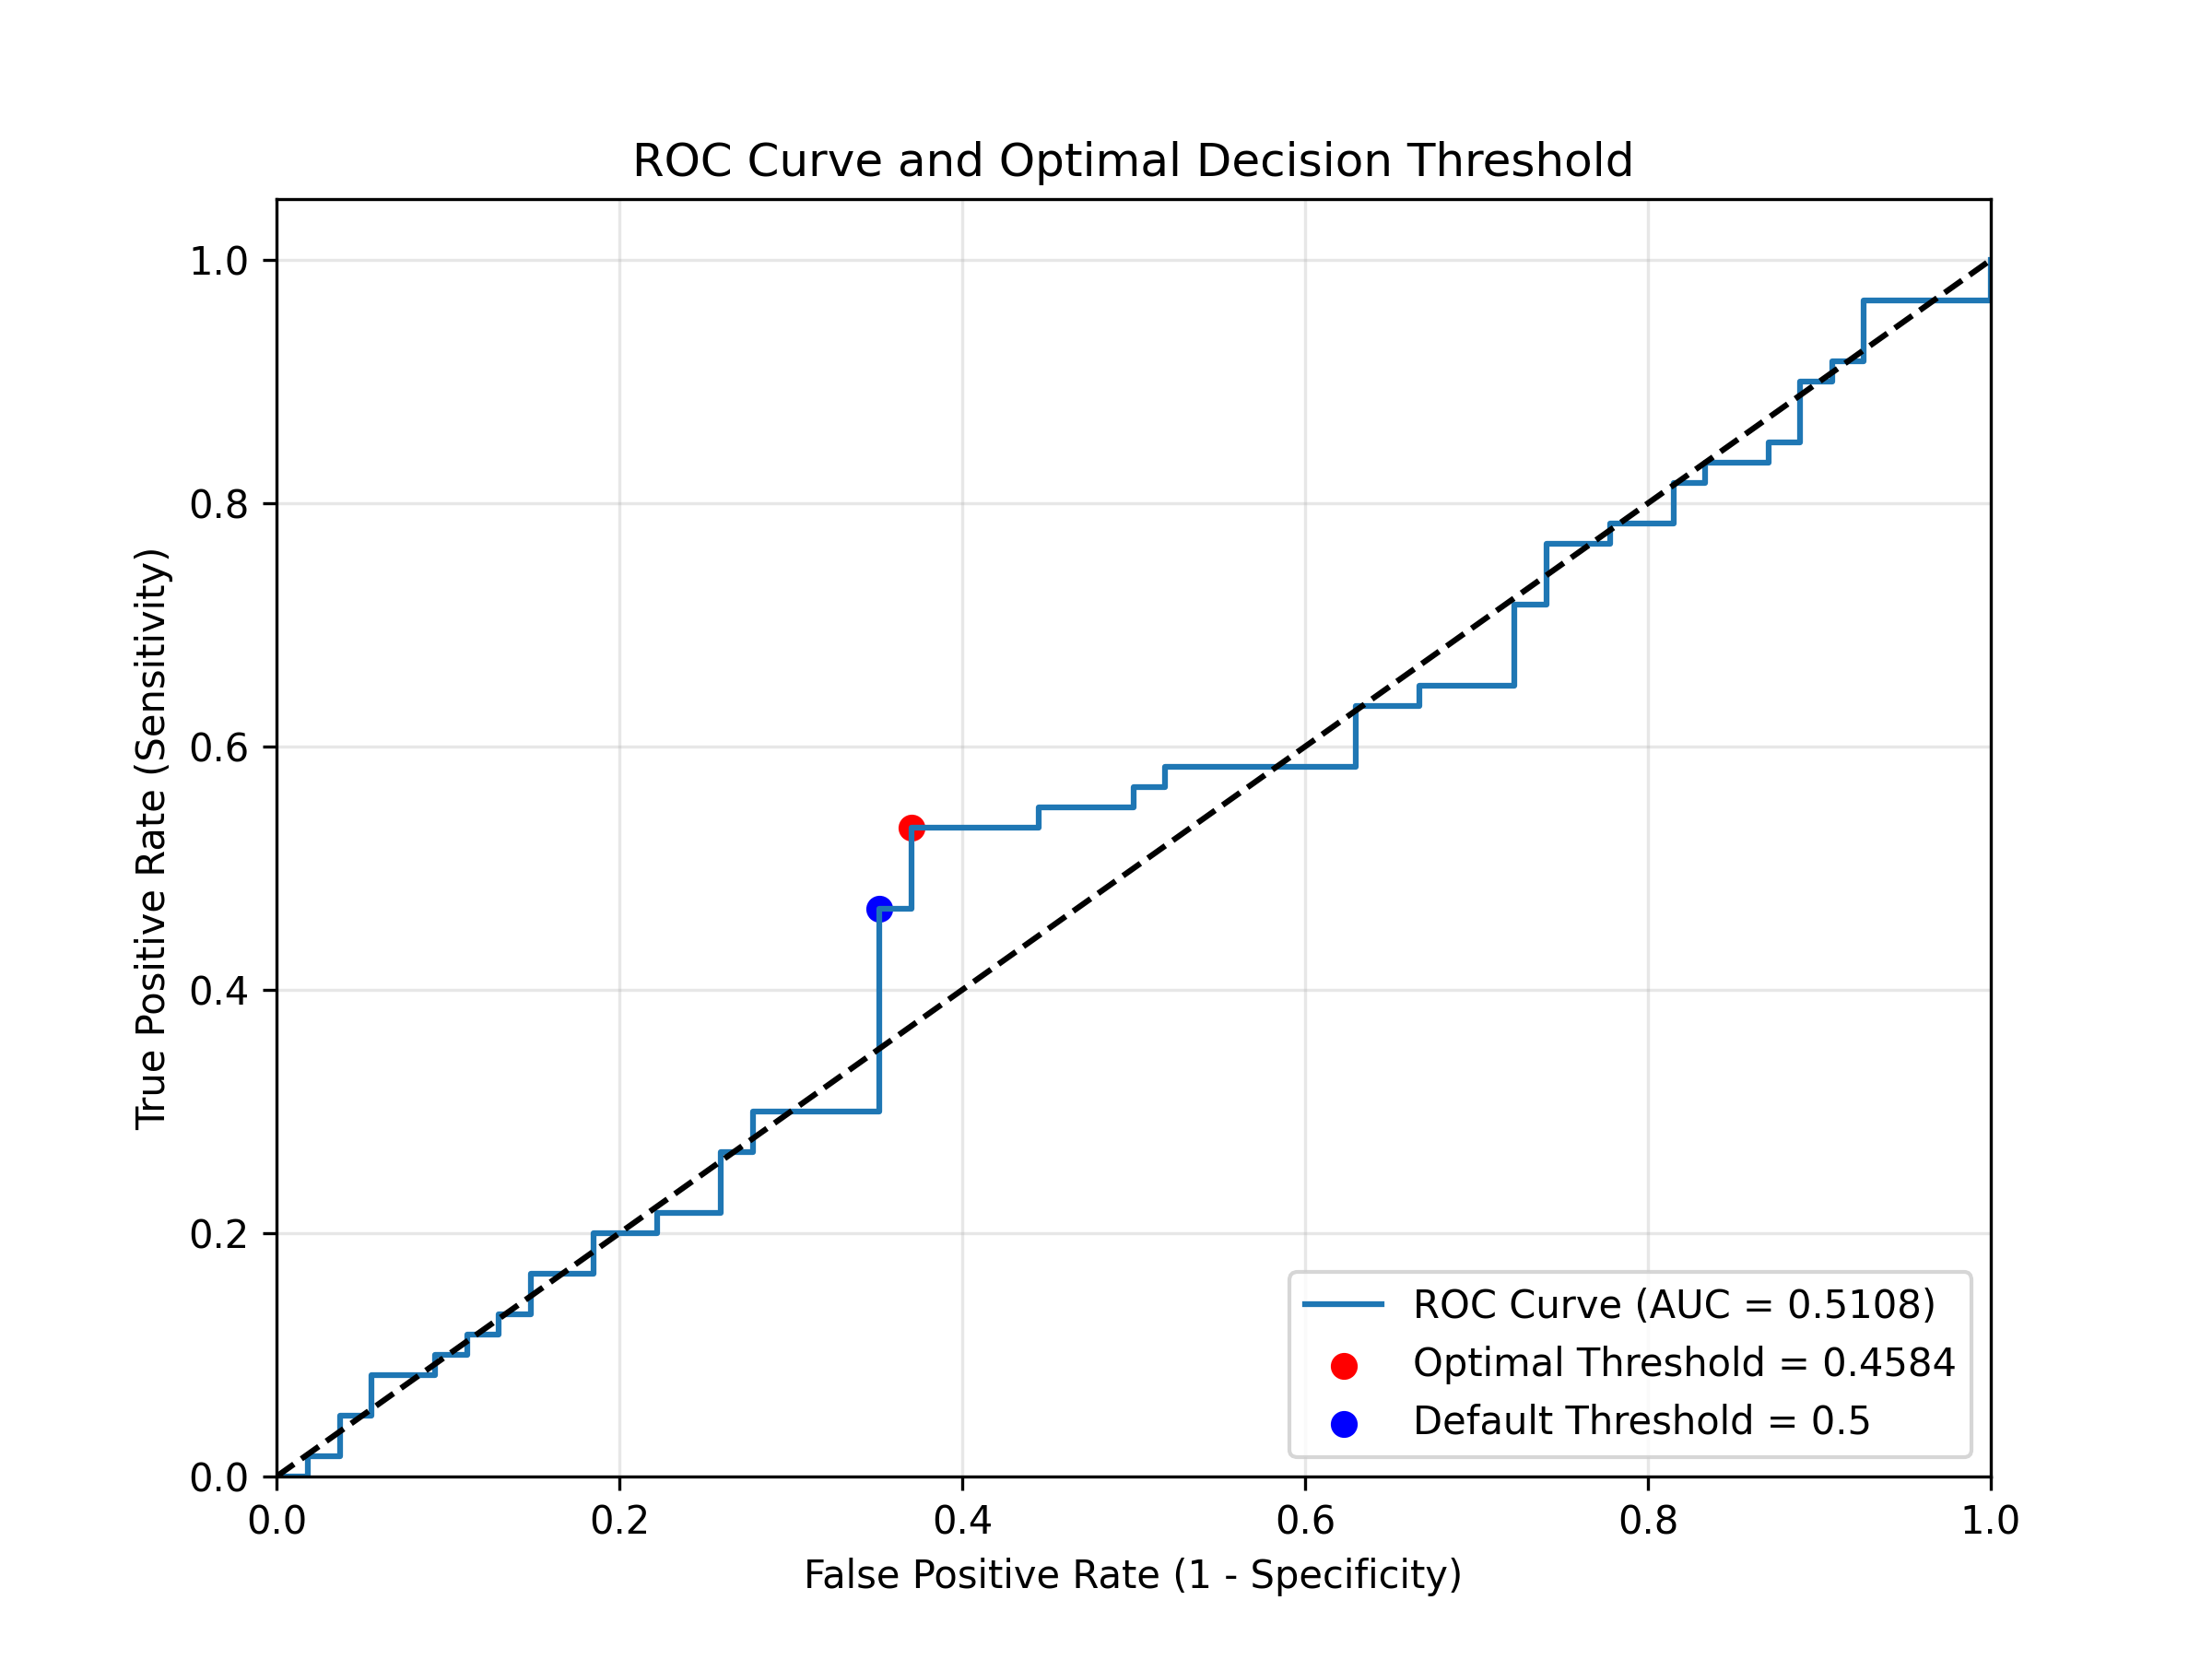 ROC Curve and Optimal Decision Threshold
True Positive Rate (Sensitivity)
1.0
0.8
0.6
0.4
0.2
0.0
0.0 0.2 0.4 0.6 0.8 1.0
False Positive Rate (1 - Specificity)
ROC Curve (AUC = 0.5108)
Optimal Threshold = 0.4584
Default Threshold = 0.5